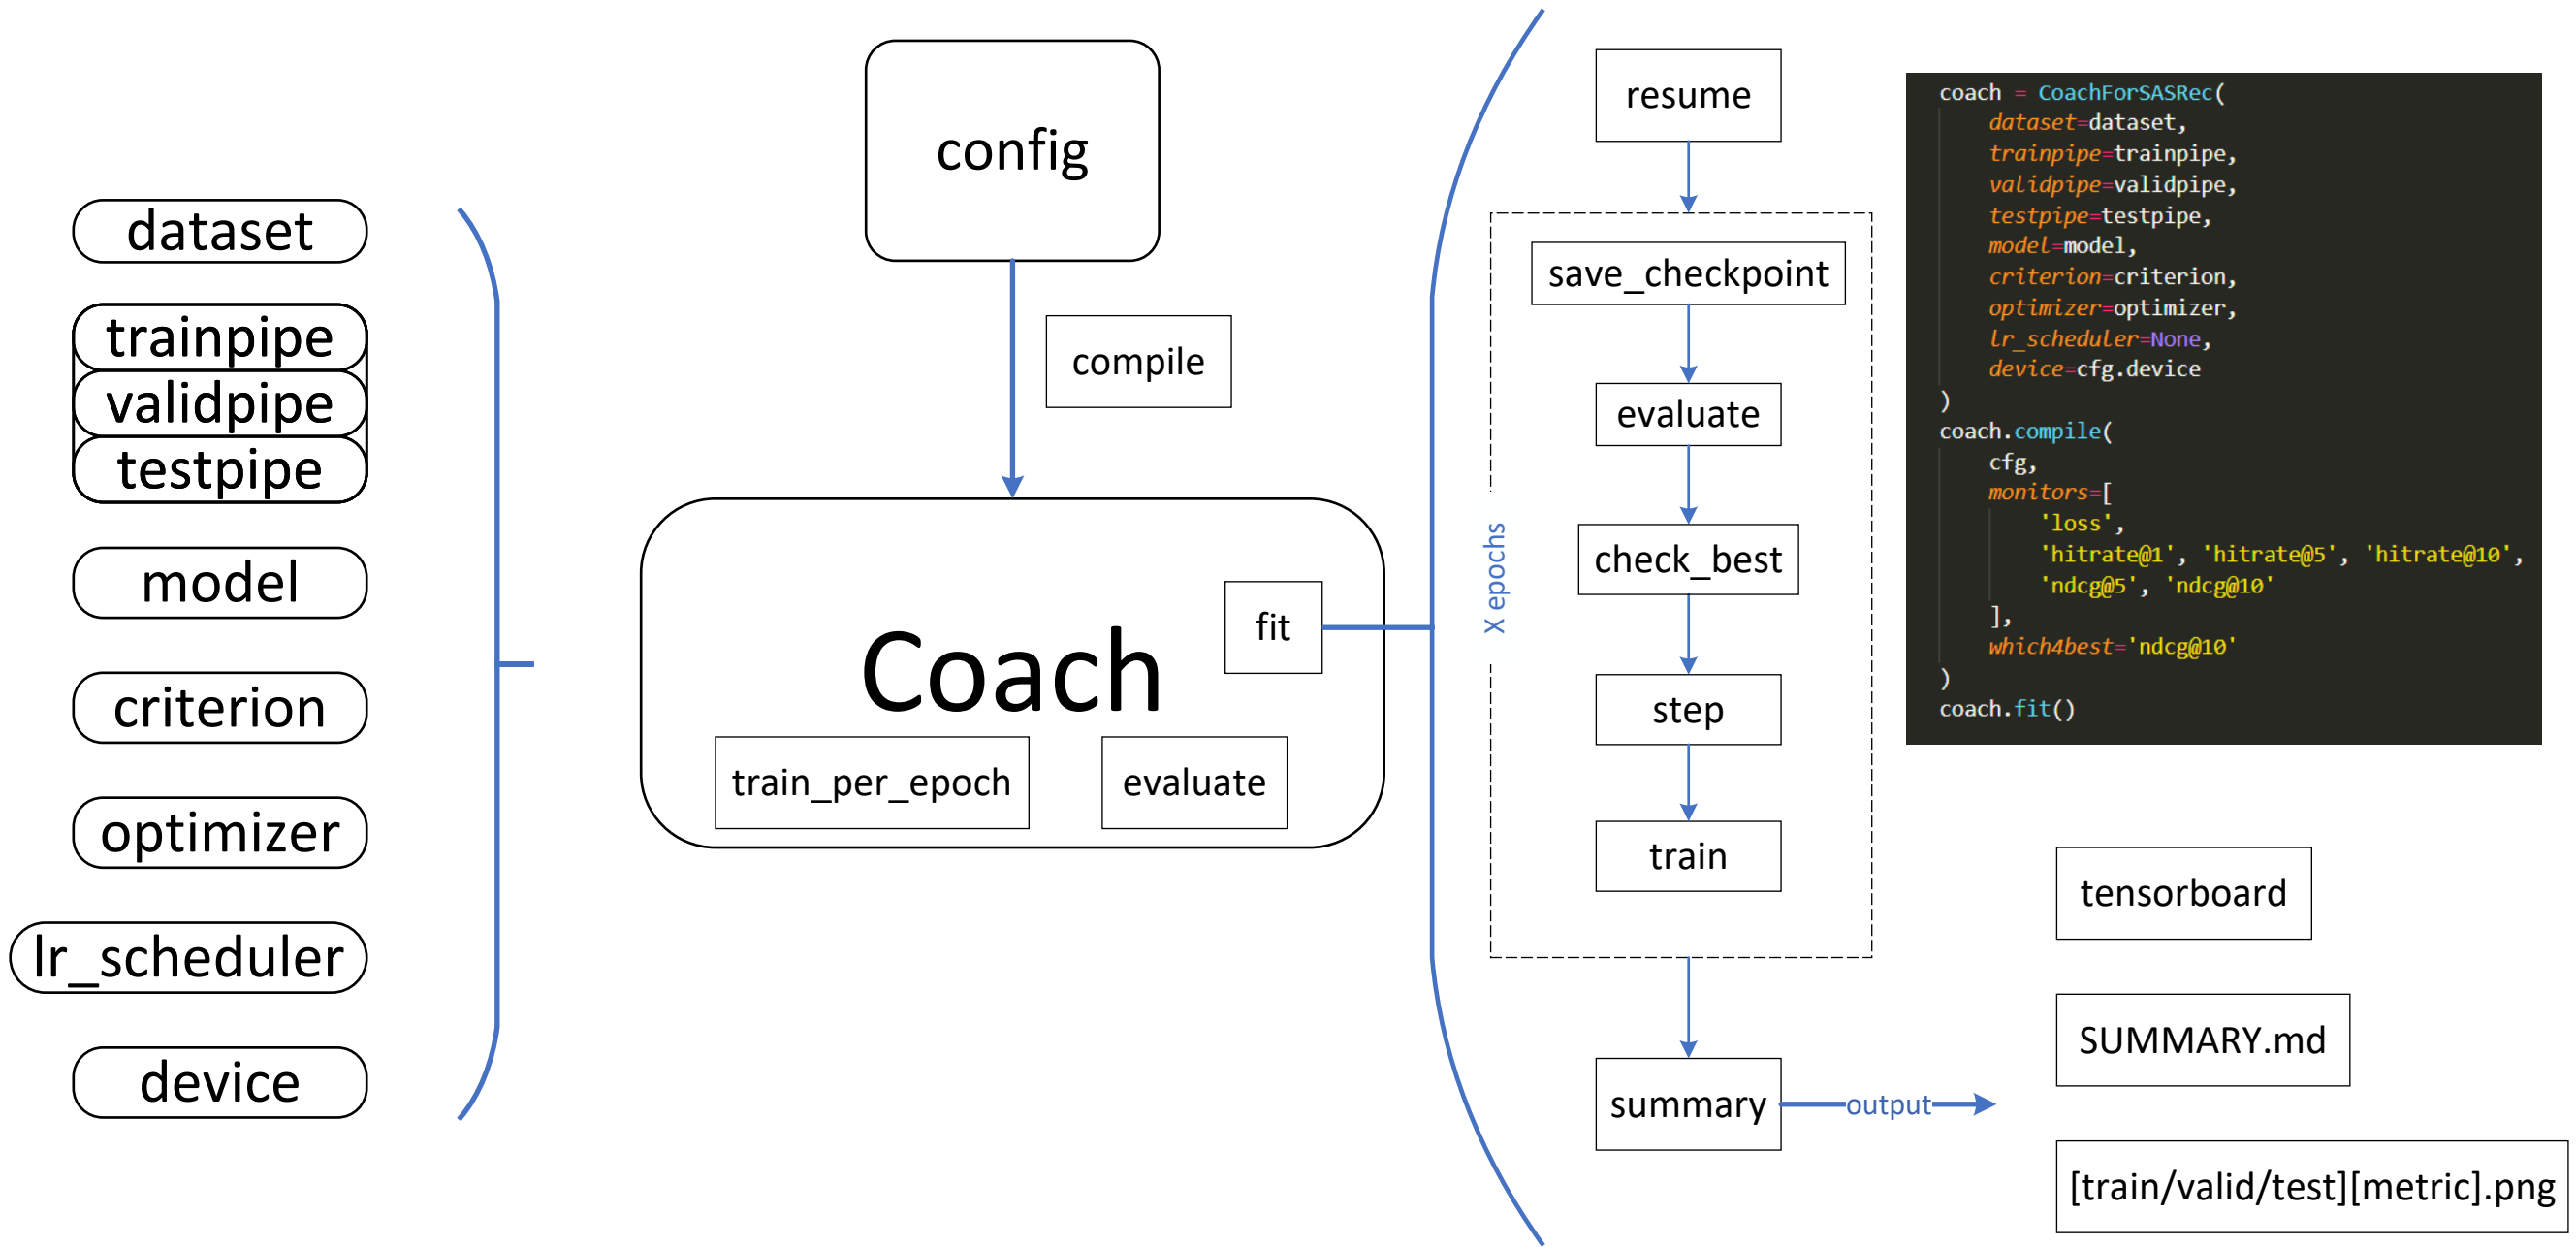 dataset
trainpipe
validpipe
testpipe
model
criterion
optimizer
lr_scheduler
device
config
compile
Coach
fit
train_per_epoch
evaluate
resume
X epochs
save_checkpoint
evaluate
check_best
step
train
summary
output
coach = CoachForSASRec(
dataset=dataset,
trainpipe=trainpipe,
validpipe=validpipe,
testpipe=testpipe,
model=model,
criterion=criterion,
optimizer=optimizer,
lr_scheduler=None,
device=cfg.device
)
coach.compile(
cfg,
monitors=[
'loss',
'hitrate@1', 'hitrate@5', 'hitrate@10',
'ndcg@5', 'ndcg@10'
],
which4best='ndcg@10'
)
coach.fit()
tensorboard
SUMMARY.md
[train/valid/test][metric].png